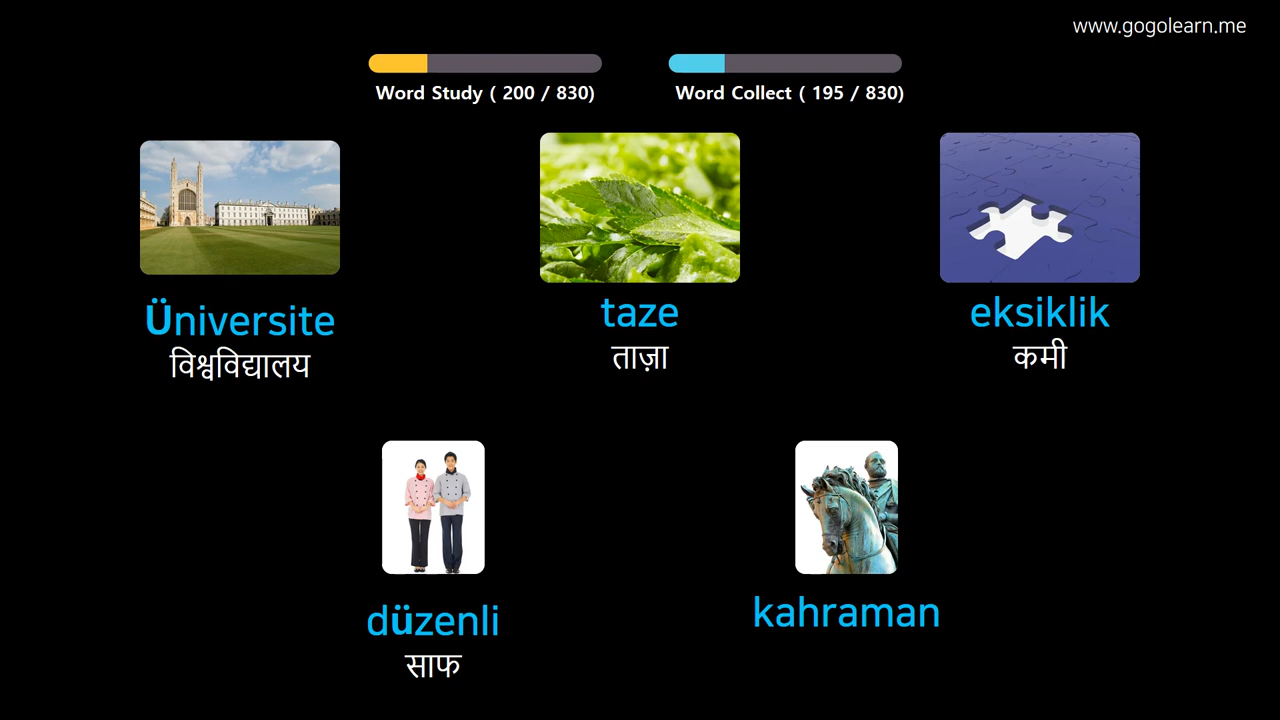 www.gogolearn.me
Word Study ( 200 / 830)
Word Collect ( 195 / 830)
Üniversite
विश्वविद्यालय
taze
ताज़ा
eksiklik
कमी
düzenli
साफ
kahraman